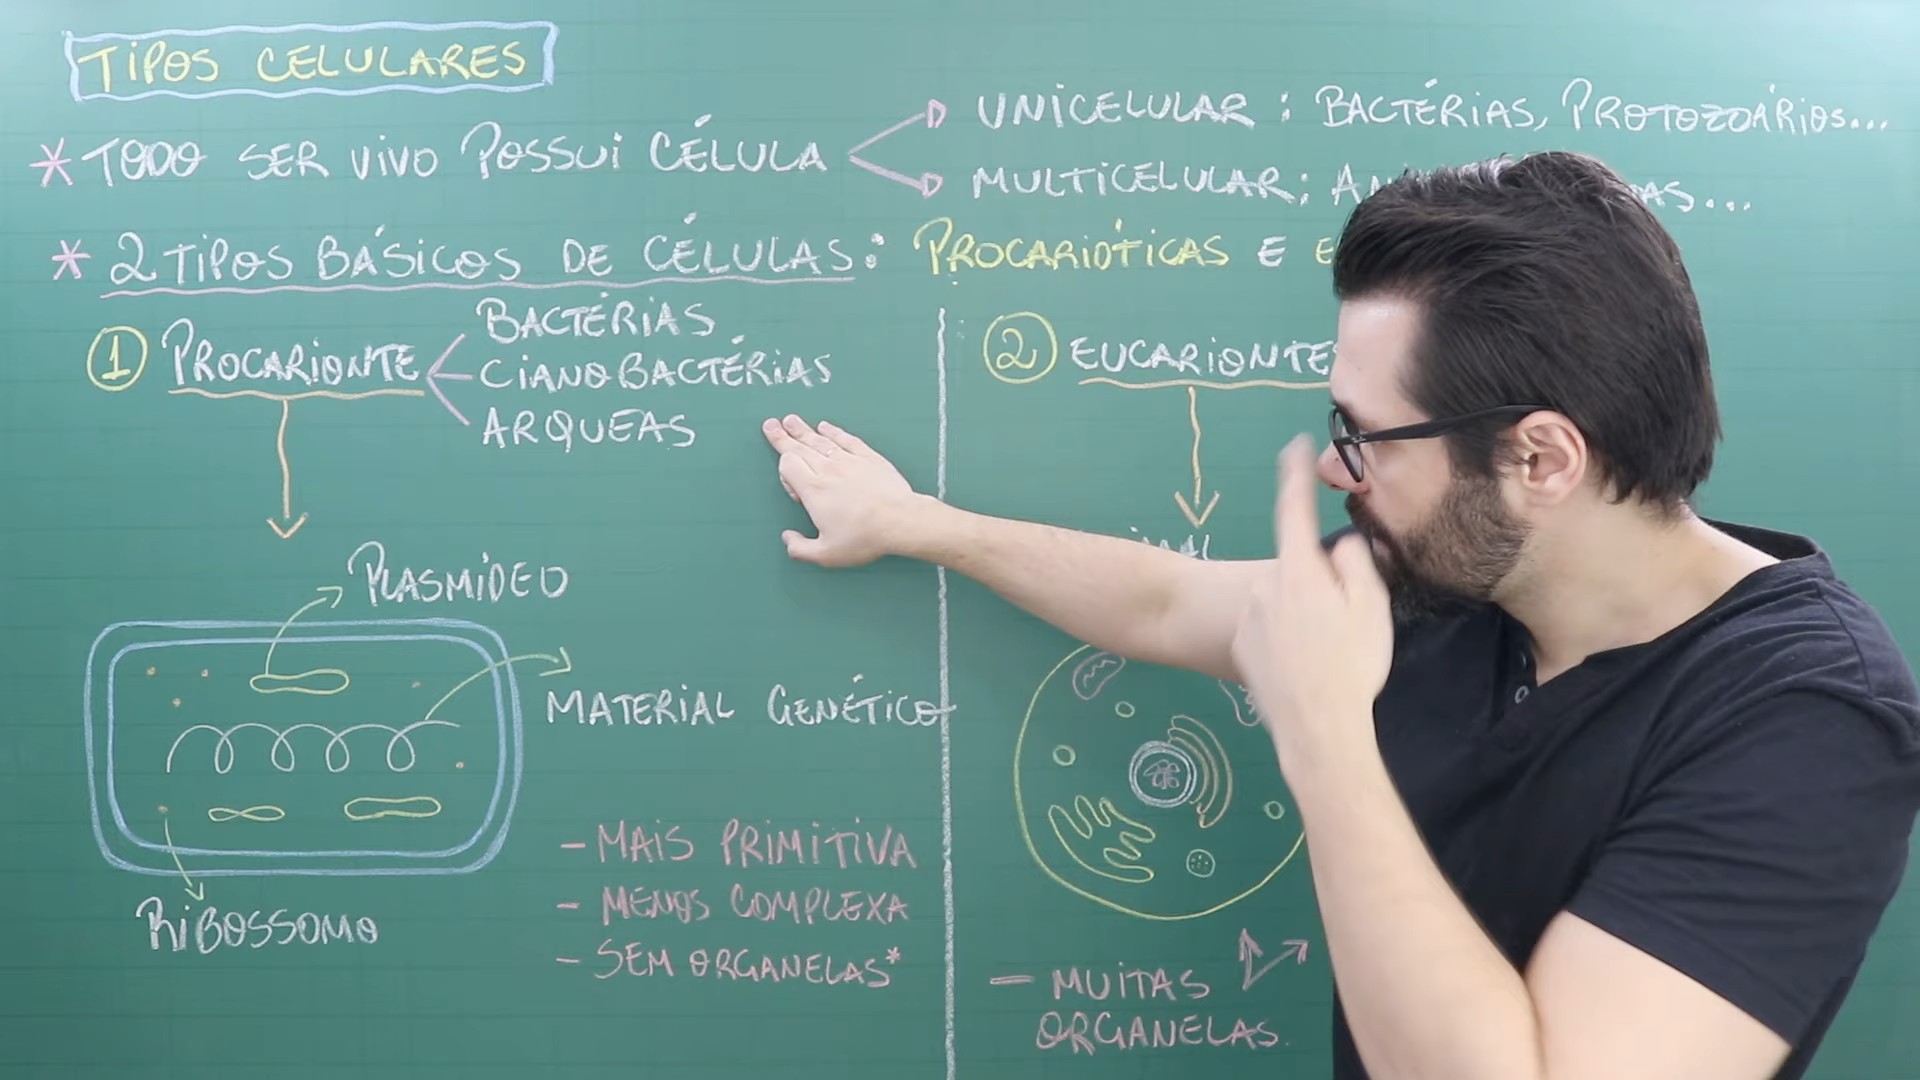 TIPOS CELULARES
* TODO SER VIVO POSSUI CÉLULA
UNICELULAR : BACTÉRIAS, PROTOZOÁRIOS...
MULTICELULAR :
* 2 TIPOS BÁSICOS DE CÉLULAS : PROCARIÓTICAS E
1 PROCARIONTE
BACTÉRIAS
CIANOBACTÉRIAS
ARQUEAS
PLASMÍDEO
MATERIAL GENÉTICO
RIBOSSOMO
- MAIS PRIMITIVA
- MENOS COMPLEXA
- SEM ORGANELAS*
2 EUCARIONTES
- MUITAS
ORGANELAS.